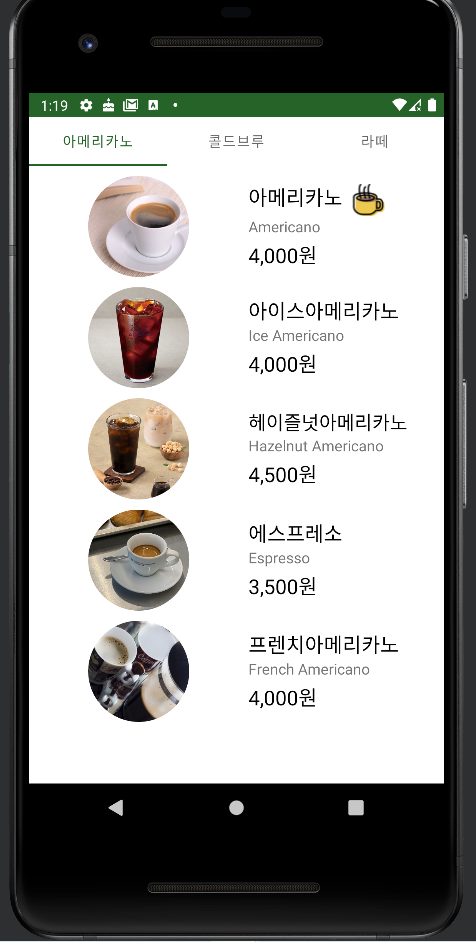 1:19
아메리카노 콜드브루 라떼
아메리카노
Americano
4,000원
아이스아메리카노
Ice Americano
4,000원
헤이즐넛아메리카노
Hazelnut Americano
4,500원
에스프레소
Espresso
3,500원
프렌치아메리카노
French Americano
4,000원